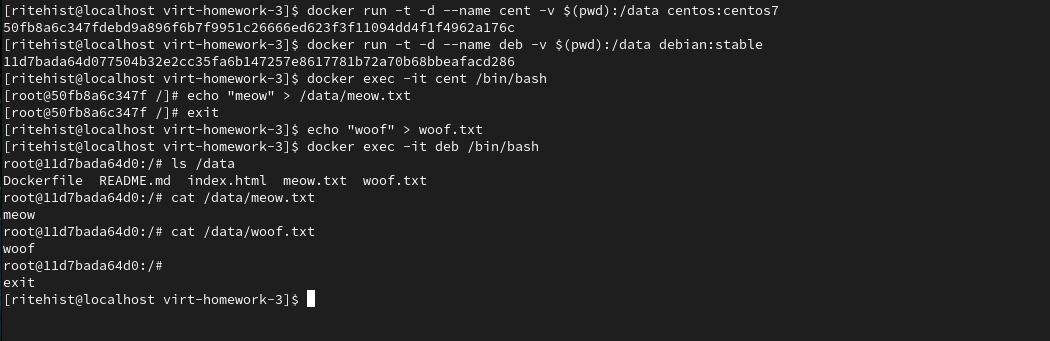 [ritehist@localhost virt-homework-3]$ docker run -t -d --name cent -v $(pwd):/data centos:centos7
50fb8a6c347fdebd9a896f6b7f9951c26666ed623f3f11094dd4f1f4962a176c
[ritehist@localhost virt-homework-3]$ docker run -t -d --name deb -v $(pwd):/data debian:stable
11d7bada64d077504b32e2cc35fa6b147257e8617781b72a70b68bbeafacd286
[ritehist@localhost virt-homework-3]$ docker exec -it cent /bin/bash
[root@50fb8a6c347f /]# echo "meow" > /data/meow.txt
[root@50fb8a6c347f /]# exit
[ritehist@localhost virt-homework-3]$ echo "woof" > woof.txt
[ritehist@localhost virt-homework-3]$ docker exec -it deb /bin/bash
root@11d7bada64d0:/# ls /data
Dockerfile  README.md  index.html  meow.txt  woof.txt
root@11d7bada64d0:/# cat /data/meow.txt
meow
root@11d7bada64d0:/# cat /data/woof.txt
woof
root@11d7bada64d0:/#
exit
[ritehist@localhost virt-homework-3]$